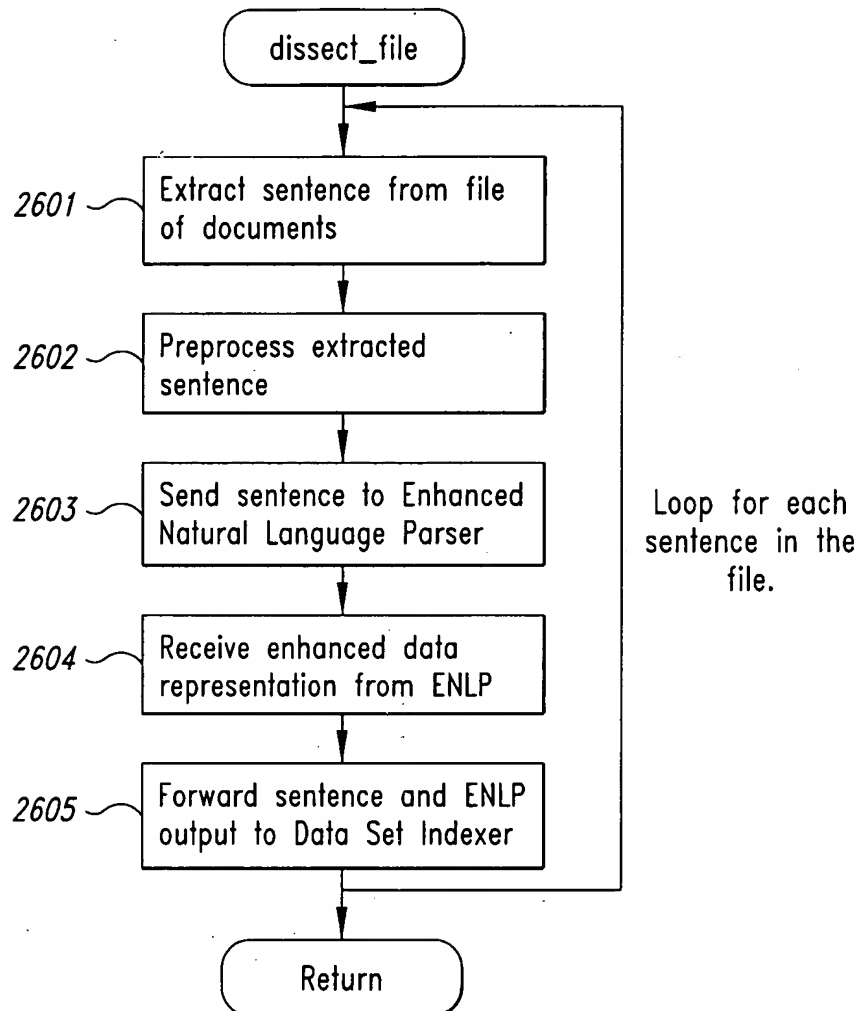 dissect_file
2601
Extract sentence from file
of documents
2602
Preprocess extracted
sentence
2603
Send sentence to Enhanced
Natural Language Parser
Loop for each
sentence in the
file.
2604
Receive enhanced data
representation from ENLP
2605
Forward sentence and ENLP
output to Data Set Indexer
Return